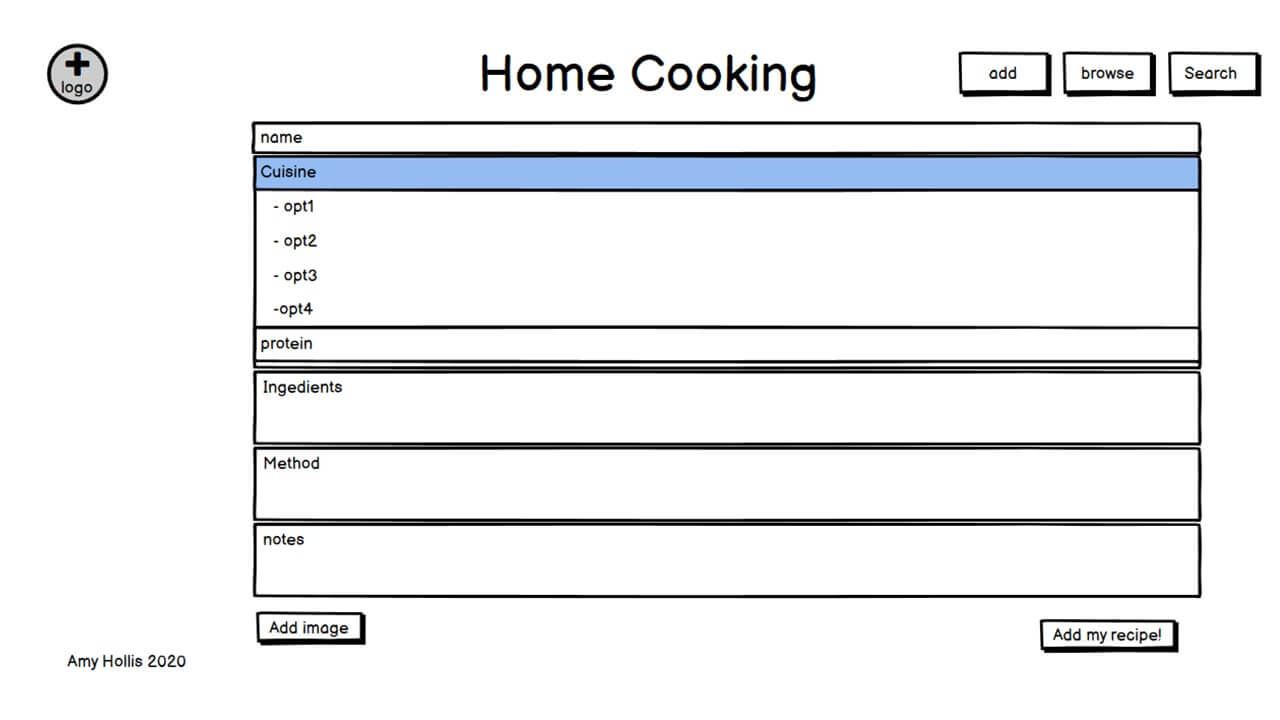 logo
Home Cooking
add
browse
Search
name
Cuisine
- opt1
- opt2
- opt3
-opt4
protein
Ingedients
Method
notes
Add image
Add my recipe!
Amy Hollis 2020